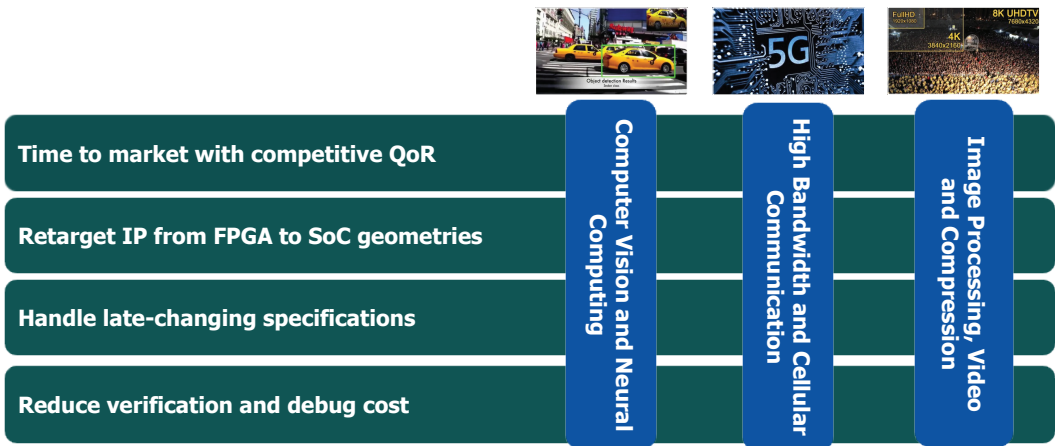 Object detection Results
5G
FullHD
1920x1080
8K UHDTV
7680x4320
4K
3840x2160
Time to market with competitive QoR
Retarget IP from FPGA to SoC geometries
Handle late-changing specifications
Reduce verification and debug cost
Computer Vision and Neural
Computing
High Bandwidth and Cellular
Communication
Image Processing, Video
and Compression